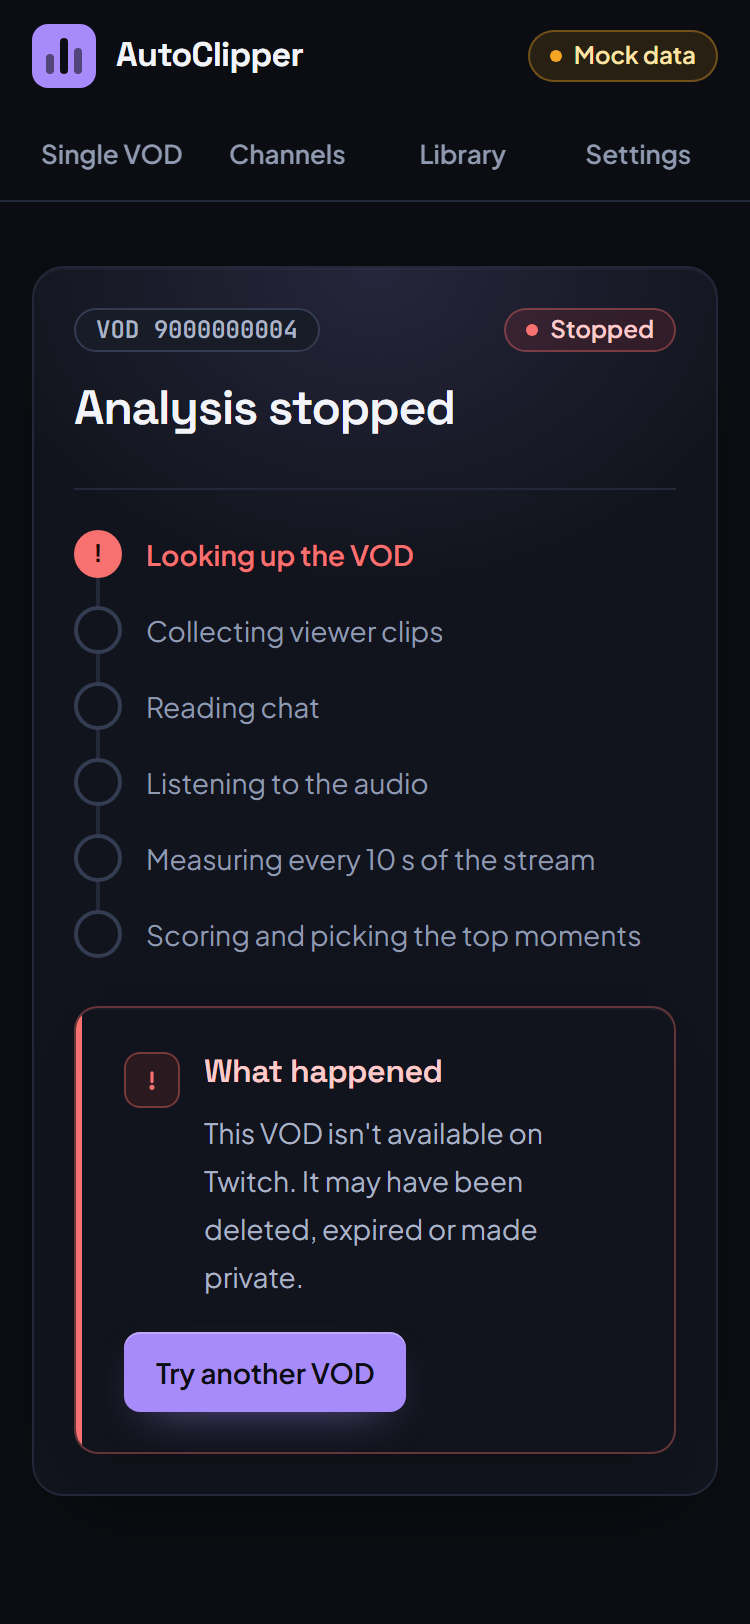 AutoClipper
Mock data
Single VOD
Channels
Library
Settings
VOD 9000000004
Stopped
Analysis stopped
!
Looking up the VOD
Collecting viewer clips
Reading chat
Listening to the audio
Measuring every 10 s of the stream
Scoring and picking the top moments
!
What happened
This VOD isn't available on
Twitch. It may have been
deleted, expired or made
private.
Try another VOD